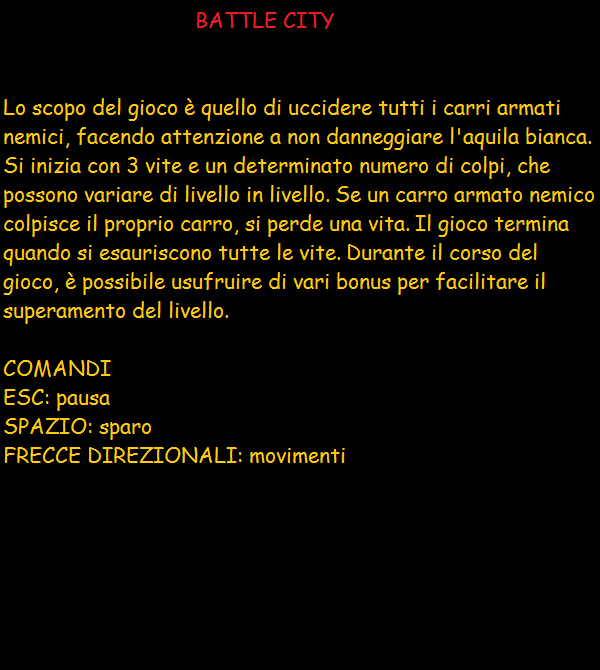 BATTLE CITY
Lo scopo del gioco è quello di uccidere tutti i carri armati
nemici, facendo attenzione a non danneggiare l'aquila bianca.
Si inizia con 3 vite e un determinato numero di colpi, che
possono variare di livello in livello. Se un carro armato nemico
colpisce il proprio carro, si perde una vita. Il gioco termina
quando si esauriscono tutte le vite. Durante il corso del
gioco, è possibile usufruire di vari bonus per facilitare il
superamento del livello.
COMANDI
ESC: pausa
SPAZIO: sparo
FRECCE DIREZIONALI: movimenti